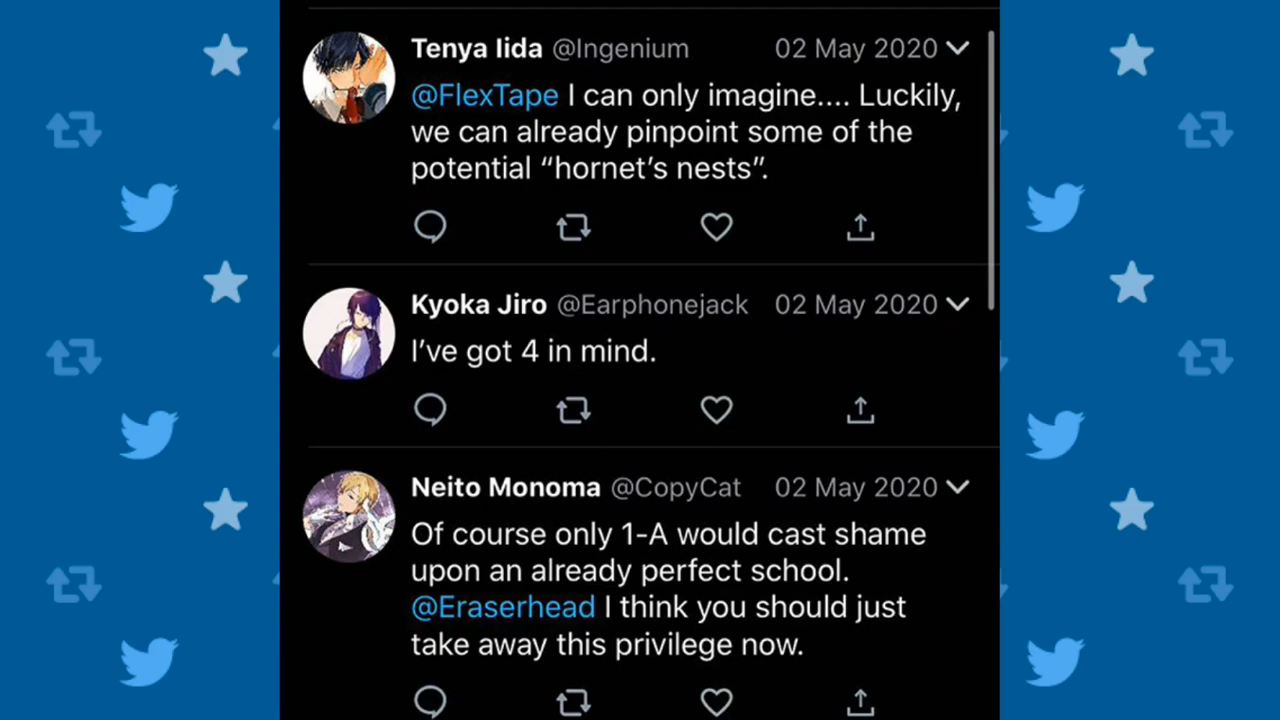 Tenya Iida @Ingenium 02 May 2020
@FlexTape I can only imagine.... Luckily,
we can already pinpoint some of the
potential “hornet’s nests”.
Kyoka Jiro @Earphonejack 02 May 2020
I’ve got 4 in mind.
Neito Monoma @CopyCat 02 May 2020
Of course only 1-A would cast shame
upon an already perfect school.
@Eraserhead I think you should just
take away this privilege now.